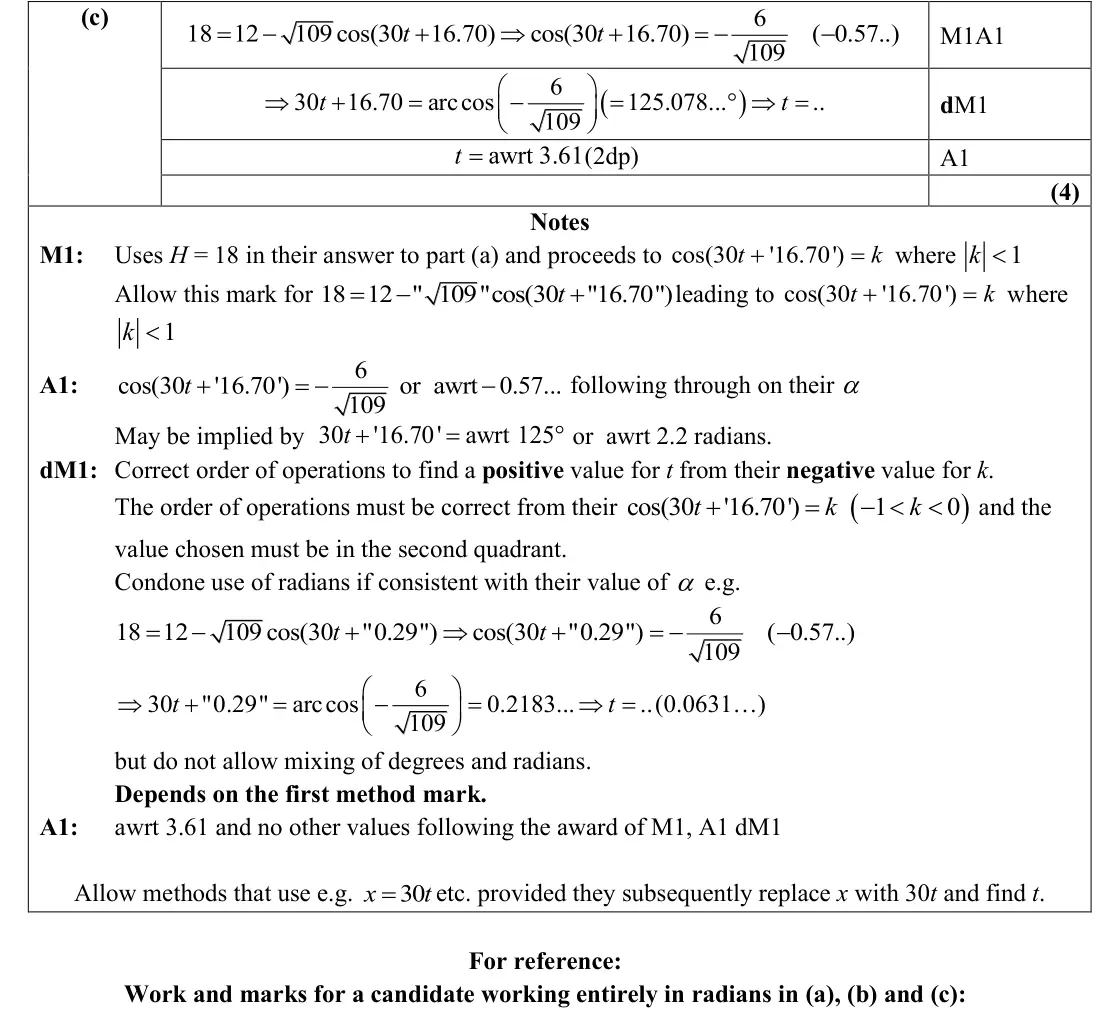 (c)
18 = 12 − √109 cos(30t + 16.70) ⇒ cos(30t + 16.70) = − 6/√109 (−0.57..) M1A1
⇒ 30t + 16.70 = arccos(− 6/√109) (= 125.078...°) ⇒ t = .. dM1
t = awrt 3.61(2dp) A1
(4)
Notes
M1: Uses H = 18 in their answer to part (a) and proceeds to cos(30t + '16.70') = k where |k| < 1
Allow this mark for 18 = 12 − "√109" cos(30t + "16.70") leading to cos(30t + '16.70') = k where
|k| < 1
A1: cos(30t + '16.70') = − 6/√109 or awrt − 0.57... following through on their α
May be implied by 30t + '16.70' = awrt 125° or awrt 2.2 radians.
dM1: Correct order of operations to find a positive value for t from their negative value for k.
The order of operations must be correct from their cos(30t + '16.70') = k (−1 < k < 0) and the
value chosen must be in the second quadrant.
Condone use of radians if consistent with their value of α e.g.
18 = 12 − √109 cos(30t + "0.29") ⇒ cos(30t + "0.29") = − 6/√109 (−0.57..)
⇒ 30t + "0.29" = arccos(− 6/√109) = 0.2183... ⇒ t = ..(0.0631…)
but do not allow mixing of degrees and radians.
Depends on the first method mark.
A1: awrt 3.61 and no other values following the award of M1, A1 dM1
Allow methods that use e.g. x = 30t etc. provided they subsequently replace x with 30t and find t.
For reference:
Work and marks for a candidate working entirely in radians in (a), (b) and (c):